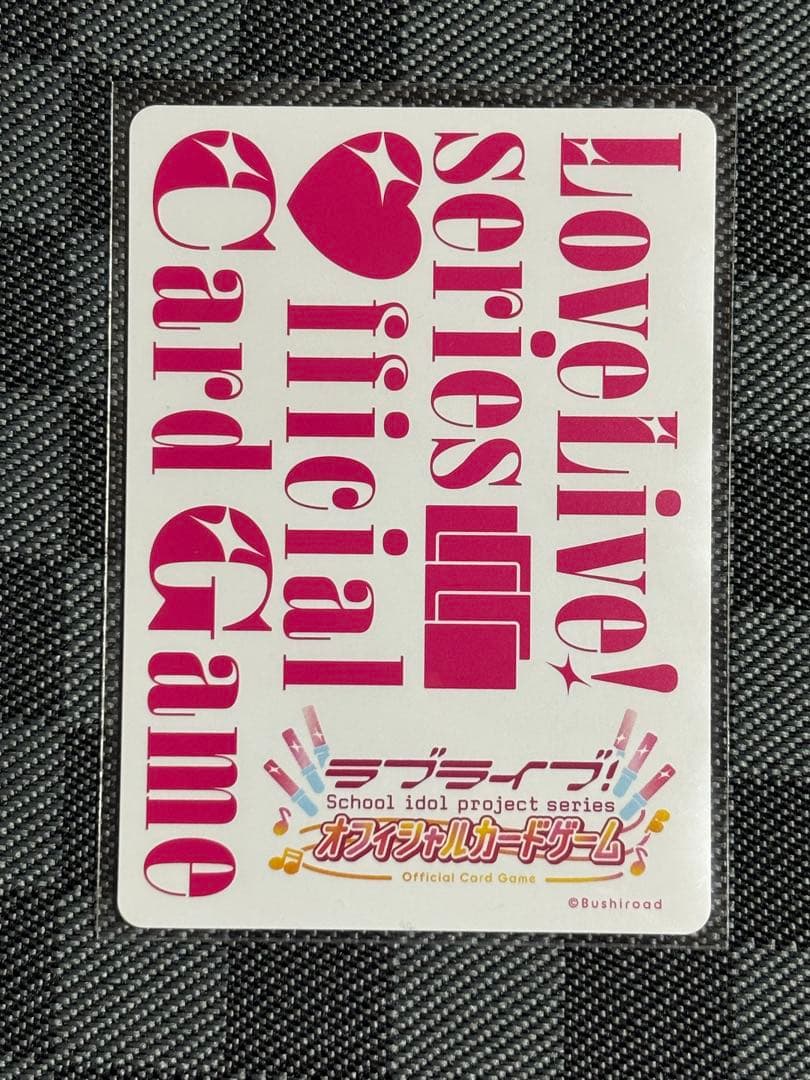 LoveLive!
series
♥fficial
Card Game
ラブライブ!
School idol project series
オフィシャルカードゲーム
Official Card Game
©Bushiroad